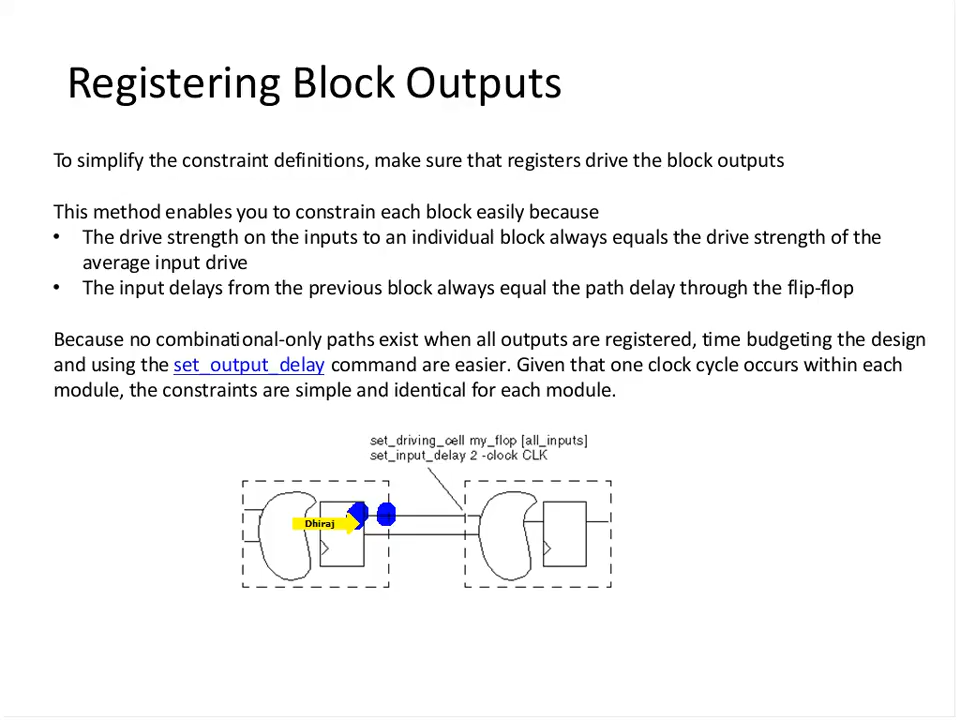 Registering Block Outputs
To simplify the constraint definitions, make sure that registers drive the block outputs
This method enables you to constrain each block easily because
• The drive strength on the inputs to an individual block always equals the drive strength of the
average input drive
• The input delays from the previous block always equal the path delay through the flip-flop
Because no combinational-only paths exist when all outputs are registered, time budgeting the design
and using the set_output_delay command are easier. Given that one clock cycle occurs within each
module, the constraints are simple and identical for each module.
set_driving_cell my_flop [all_inputs]
set_input_delay 2 -clock CLK
Dhiraj